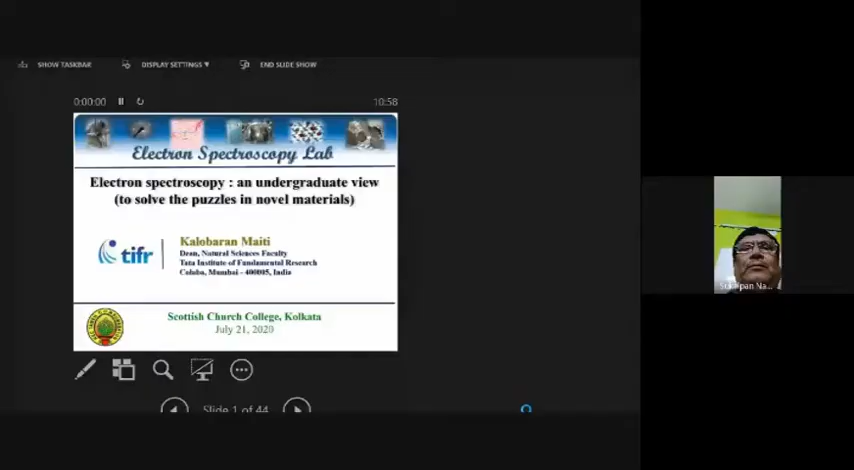 SHOW TASKBAR
DISPLAY SETTINGS ▼
END SLIDE SHOW
0:00:00
10:58
Electron Spectroscopy Lab
Electron spectroscopy : an undergraduate view
(to solve the puzzles in novel materials)
tifr
Kalobaran Maiti
Dean, Natural Sciences Faculty
Tata Institute of Fundamental Research
Colaba, Mumbai - 400005, India
Scottish Church College, Kolkata
July 21, 2020
Slide 1 of 44